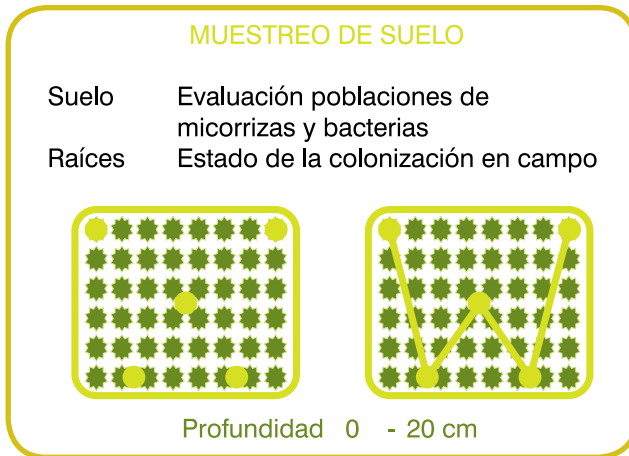 MUESTREO DE SUELO
Suelo Evaluación poblaciones de
micorrizas y bacterias
Raíces Estado de la colonización en campo
Profundidad 0 - 20 cm